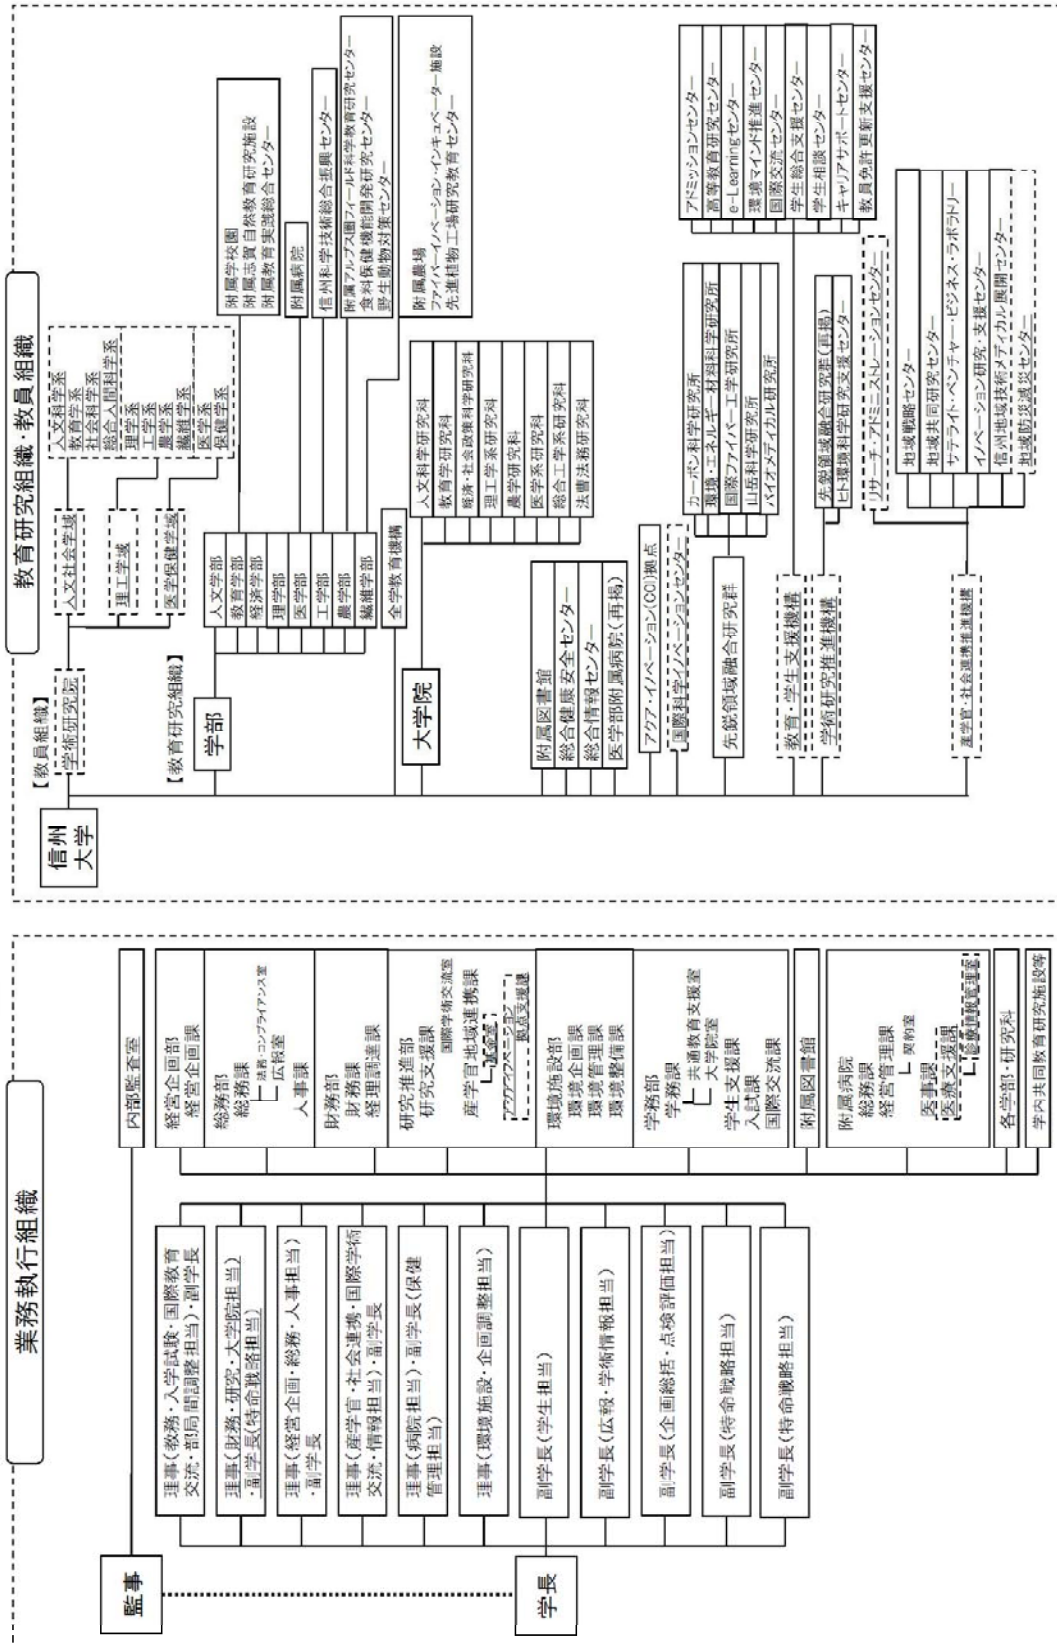 業務執行組織
監事
学長
理事(教務・入学試験・国際教育
交流・部局間調整担当)・副学長
理事(財務・研究・大学院担当)
・副学長(特命戦略担当)
理事(経営企画・総務・人事担当)
・副学長
理事(産学官・社会連携・国際学術
交流・情報担当)・副学長
理事(病院担当)・副学長(保健
管理担当)
理事(環境施設・企画調整担当)
副学長(学生担当)
副学長(広報・学術情報担当)
副学長(企画総括・点検評価担当)
副学長(特命戦略担当)
副学長(特命戦略担当)
内部監査室
経営企画部
経営企画課
総務部
総務課
法務・コンプライアンス室
広報室
人事課
財務部
財務課
経理調達課
研究推進部
研究支援課
国際学術交流室
産学官地域連携課
基金室
アクアイノベーション
拠点支援課
環境施設部
環境企画課
環境管理課
環境整備課
学務部
学務課
共通教育支援室
大学院室
学生支援課
入試課
国際交流課
附属図書館
附属病院
総務課
経営管理課
契約室
医事課
医療支援課
診療情報管理室
各学部・研究科
学内共同教育研究施設等
教育研究組織・教員組織
信州
大学
【教員組織】
学術研究院
人文社会学域
理工学域
医学保健学域
人文科学系
教育学系
社会科学系
総合人間科学系
理学系
工学系
農学系
繊維学系
医学系
保健学系
【教育研究組織】
学部
人文学部
教育学部
経済学部
理学部
医学部
工学部
農学部
繊維学部
全学教育機構
附属学校園
附属志賀自然教育研究施設
附属教育実践総合センター
附属病院
信州科学技術総合振興センター
附属アルプス圏フィールド科学教育研究センター
食料保健機能開発研究センター
野生動物対策センター
附属農場
ファイバーイノベーション・インキュベーター施設
先進植物工場研究教育センター
大学院
人文科学研究科
教育学研究科
経済・社会政策科学研究科
理工学系研究科
農学研究科
医学系研究科
総合工学系研究科
法曹法務研究科
附属図書館
総合健康安全センター
総合情報センター
医学部附属病院(再掲)
アクア・イノベーション(COI)拠点
国際科学イノベーションセンター
先鋭領域融合研究群
カーボン科学研究所
環境・エネルギー材料科学研究所
国際ファイバー工学研究所
山岳科学研究所
バイオメディカル研究所
教育・学生支援機構
アドミッションセンター
高等教育研究センター
e-Learningセンター
環境マインド推進センター
国際交流センター
学生総合支援センター
学生相談センター
キャリアサポートセンター
教員免許更新支援センター
学術研究推進機構
先鋭領域融合研究群(再掲)
ヒト環境科学研究支援センター
リサーチ・アドミニストレーションセンター
産学官・社会連携推進機構
地域戦略センター
地域共同研究センター
サテライト・ベンチャー・ビジネス・ラボラトリー
イノベーション研究・支援センター
信州地域技術メディカル展開センター
地域防災減災センター